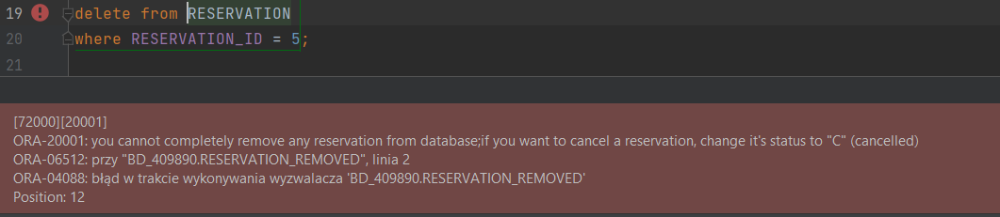 19 delete from RESERVATION
20 where RESERVATION_ID = 5;
21
[72000][20001]
ORA-20001: you cannot completely remove any reservation from database;if you want to cancel a reservation, change it's status to "C" (cancelled)
ORA-06512: przy "BD_409890.RESERVATION_REMOVED", linia 2
ORA-04088: błąd w trakcie wykonywania wyzwalacza 'BD_409890.RESERVATION_REMOVED'
Position: 12